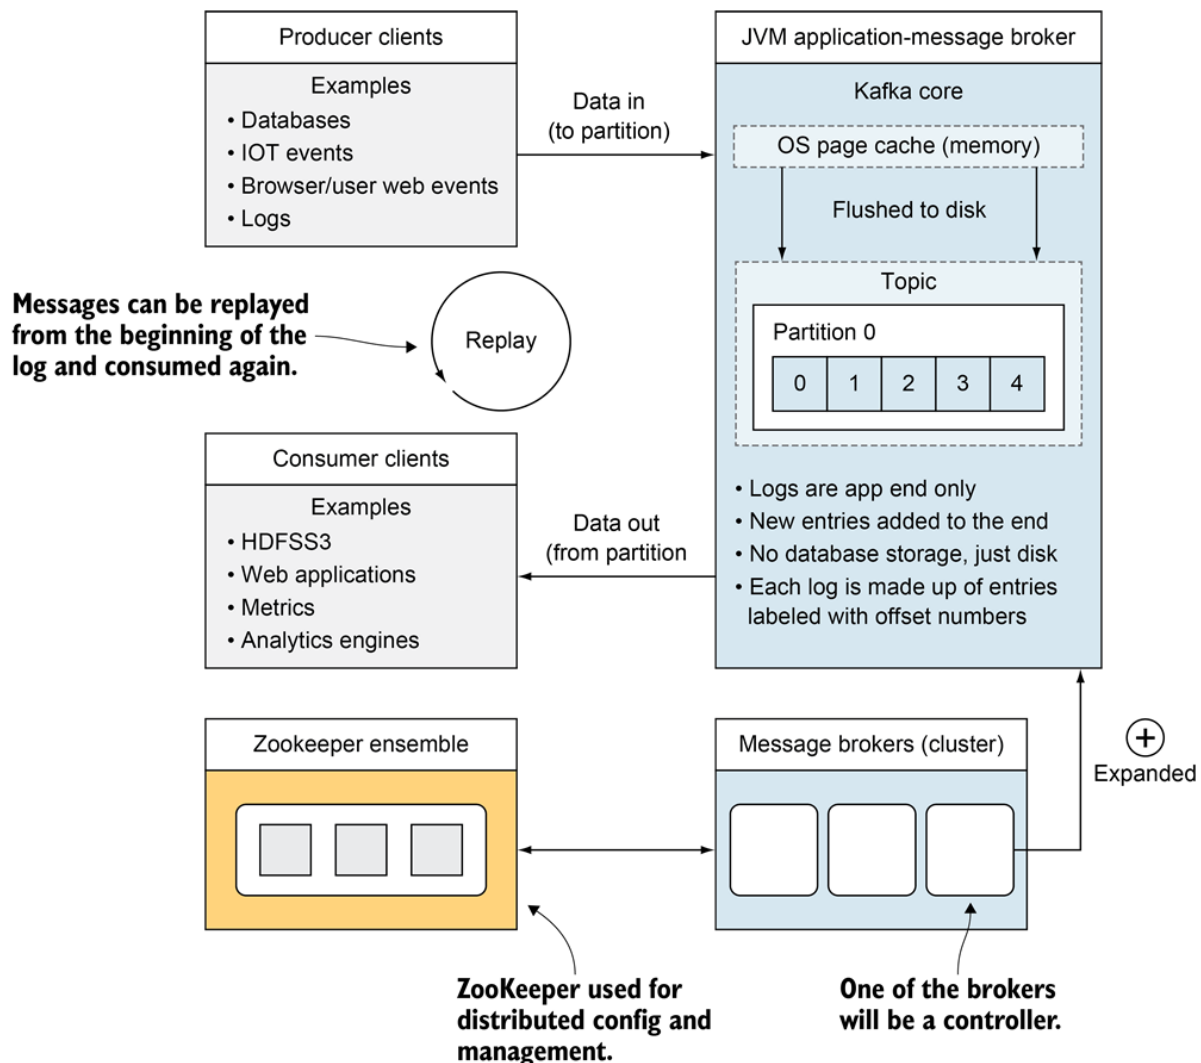 Producer clients
Examples
• Databases
• IOT events
• Browser/user web events
• Logs
Data in
(to partition)
JVM application-message broker
Kafka core
OS page cache (memory)
Flushed to disk
Topic
Partition 0
0 1 2 3 4
• Logs are app end only
• New entries added to the end
• No database storage, just disk
• Each log is made up of entries
labeled with offset numbers
Messages can be replayed
from the beginning of the
log and consumed again.
Replay
Consumer clients
Examples
• HDFSS3
• Web applications
• Metrics
• Analytics engines
Data out
(from partition
Zookeeper ensemble
Message brokers (cluster)
+
Expanded
ZooKeeper used for
distributed config and
management.
One of the brokers
will be a controller.